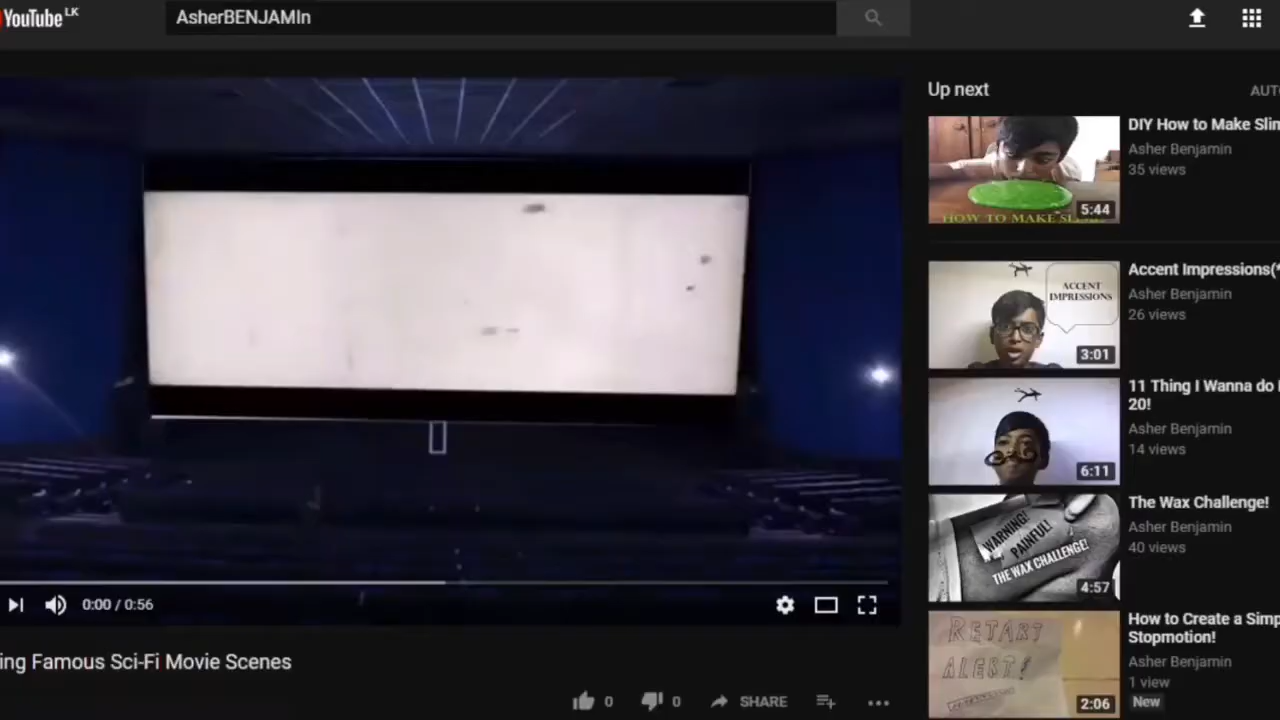 YouTube LK
AsherBENJAMIn
Up next
AUT
DIY How to Make Slim
Asher Benjamin
35 views
5:44
HOW TO MAKE SLIME
Accent Impressions(*
Asher Benjamin
26 views
ACCENT
IMPRESSIONS
3:01
11 Thing I Wanna do
20!
Asher Benjamin
14 views
6:11
The Wax Challenge!
Asher Benjamin
40 views
WARNING!
PAINFUL!
THE WAX CHALLENGE!
4:57
How to Create a Simp
Stopmotion!
Asher Benjamin
1 view
New
RETART
ALERT!
2:06
0:00 / 0:56
ing Famous Sci-Fi Movie Scenes
0
0
SHARE